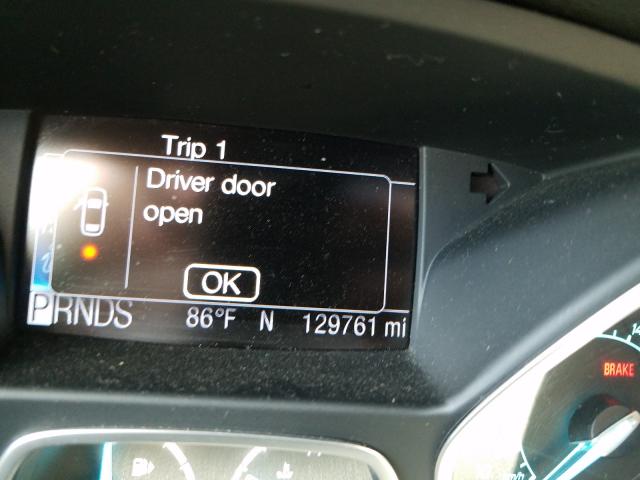 Trip 1
Driver door
open
OK
PRNDS 86°F N 129761 mi
BRAKE